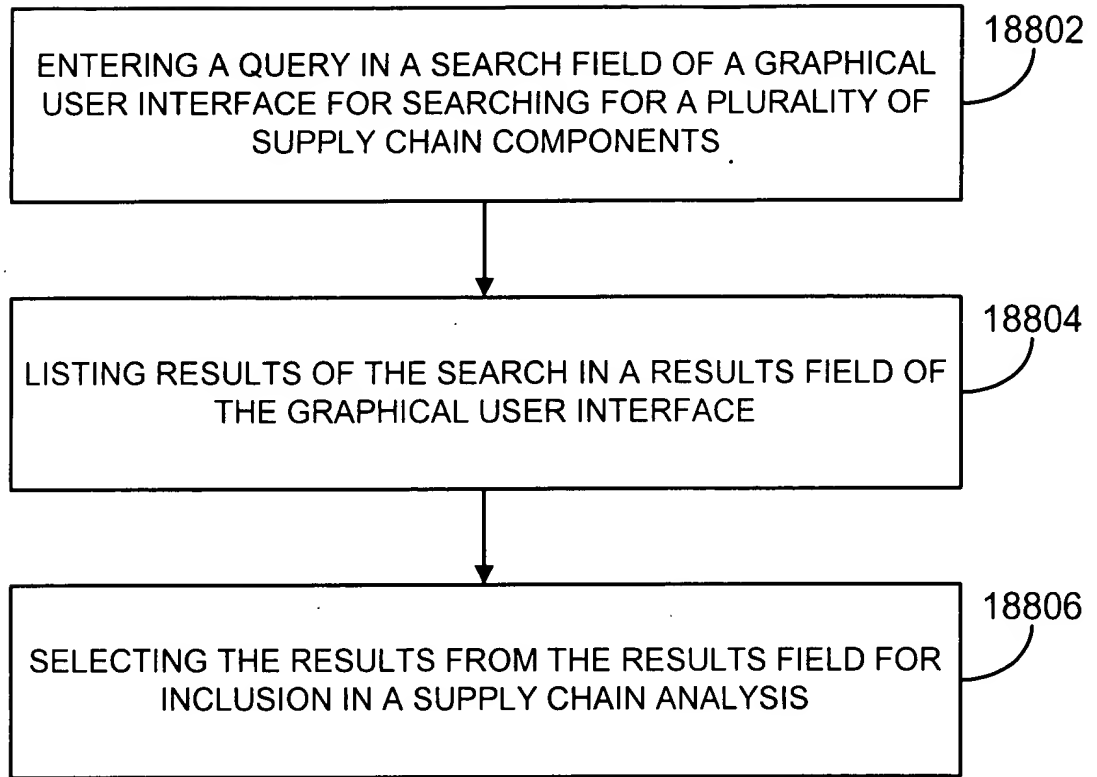 18802
ENTERING A QUERY IN A SEARCH FIELD OF A GRAPHICAL
USER INTERFACE FOR SEARCHING FOR A PLURALITY OF
SUPPLY CHAIN COMPONENTS
18804
LISTING RESULTS OF THE SEARCH IN A RESULTS FIELD OF
THE GRAPHICAL USER INTERFACE
18806
SELECTING THE RESULTS FROM THE RESULTS FIELD FOR
INCLUSION IN A SUPPLY CHAIN ANALYSIS